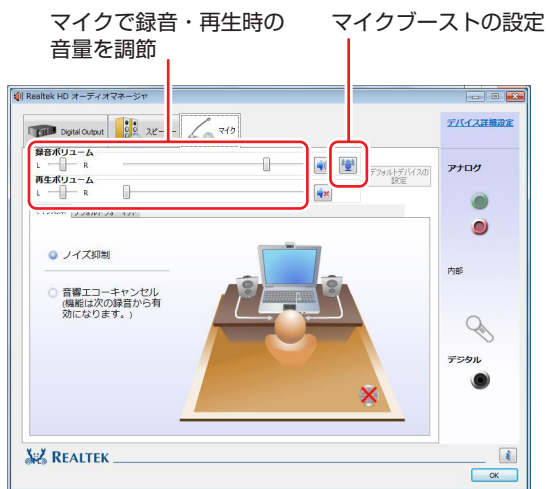 マイクで録音・再生時の
音量を調節
マイクブーストの設定
Realtek HD オーディオマネージャ
Digital Output
マイク
デバイス詳細設定
録音ボリューム
L R
デフォルトデバイスの
設定
再生ボリューム
L R
アナログ
ノイズ抑制
音響エコーキャンセル
(機能は次の録音から有
効になります。)
内部
デジタル
REALTEK
OK